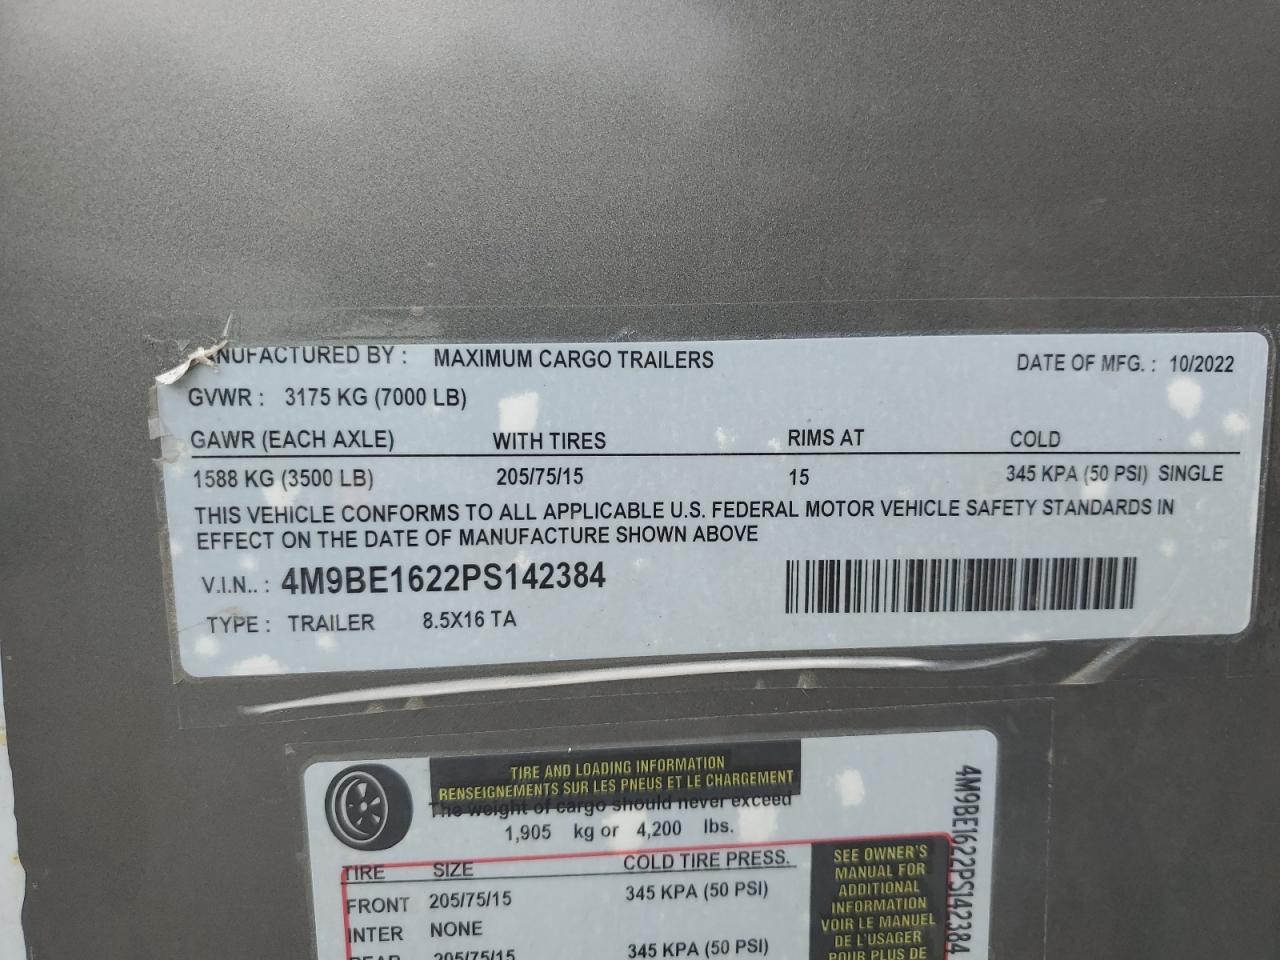 MANUFACTURED BY : MAXIMUM CARGO TRAILERS DATE OF MFG. : 10/2022
GVWR : 3175 KG (7000 LB)
GAWR (EACH AXLE) WITH TIRES RIMS AT COLD
1588 KG (3500 LB) 205/75/15 15 345 KPA (50 PSI) SINGLE
THIS VEHICLE CONFORMS TO ALL APPLICABLE U.S. FEDERAL MOTOR VEHICLE SAFETY STANDARDS IN
EFFECT ON THE DATE OF MANUFACTURE SHOWN ABOVE
V.I.N.. : 4M9BE1622PS142384
TYPE : TRAILER 8.5X16 TA
TIRE AND LOADING INFORMATION
RENSEIGNEMENTS SUR LES PNEUS ET LE CHARGEMENT
The weight of cargo should never exceed
1,905 kg or 4,200 lbs.
TIRE SIZE COLD TIRE PRESS.
FRONT 205/75/15 345 KPA (50 PSI)
INTER NONE
REAR 205/75/15 345 KPA (50 PSI)
SEE OWNER'S
MANUAL FOR
ADDITIONAL
INFORMATION
VOIR LE MANUEL
DE L'USAGER
POUR PLUS DE
4M9BE1622PS142384